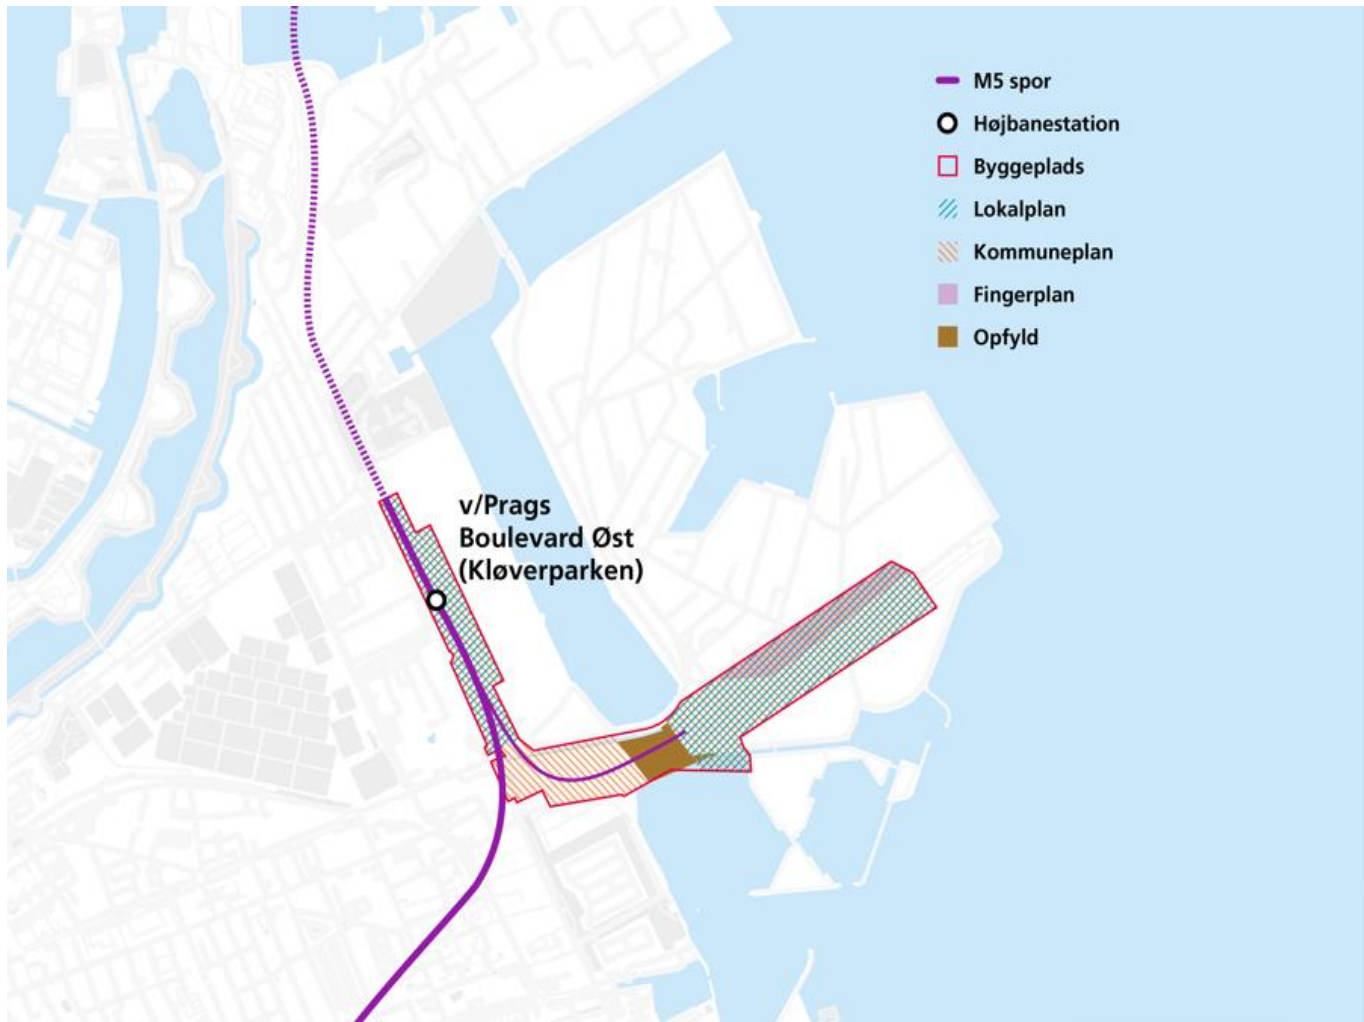 M5 spor
Højbanestation
Byggeplads
Lokalplan
Kommuneplan
Fingerplan
Opfyld
v/Prags
Boulevard Øst
(Kløverparken)